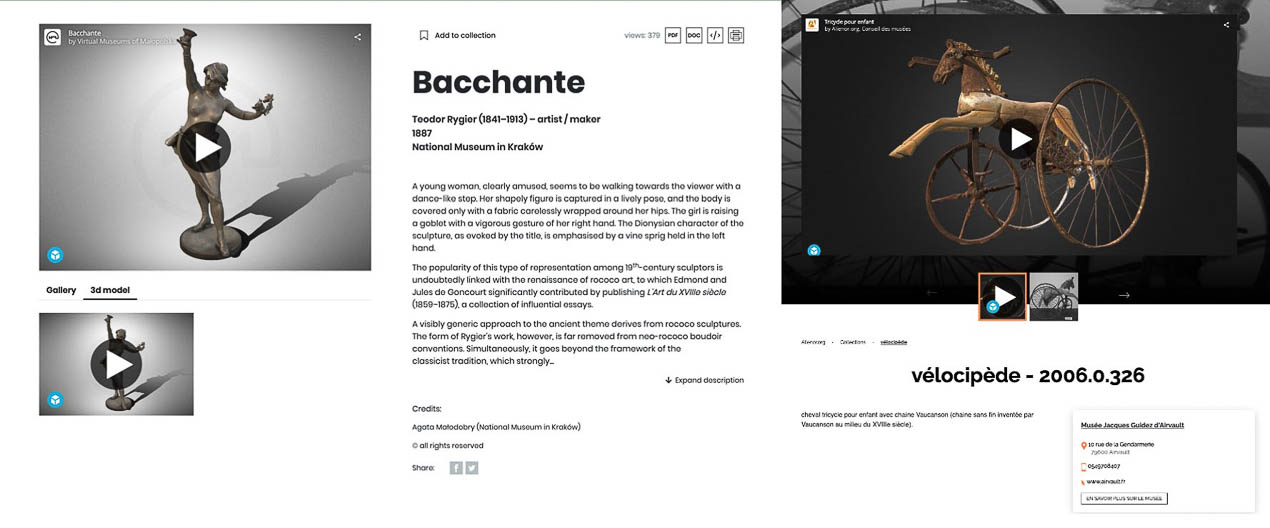 Bacchante
by Virtual Museums of Małopolska
Gallery
3d model
Add to collection
views: 379
PDF
DOC
</>
Bacchante
Teodor Rygier (1841–1913) – artist / maker
1887
National Museum in Kraków
A young woman, clearly amused, seems to be walking towards the viewer with a
dance-like step. Her shapely figure is captured in a lively pose, and the body is
covered only with a fabric carelessly wrapped around her hips. The girl is raising
a goblet with a vigorous gesture of her right hand. The Dionysian character of the
sculpture, as evoked by the title, is emphasised by a vine sprig held in the left
hand.
The popularity of this type of representation among 19th-century sculptors is
undoubtedly linked with the renaissance of rococo art, to which Edmond and
Jules de Goncourt significantly contributed by publishing L'Art du XVIIIe siècle
(1859–1875), a collection of influential essays.
A visibly generic approach to the ancient theme derives from rococo sculptures.
The form of Rygier's work, however, is far removed from neo-rococo boudoir
conventions. Simultaneously, it goes beyond the framework of the
classicist tradition, which strongly...
Expand description
Credits:
Agata Małodobry (National Museum in Kraków)
© all rights reserved
Share:
Tricycle pour enfant
by Alienor.org, Conseil des musées
Alienor.org
Collections
vélocipède
vélocipède - 2006.0.326
cheval tricycle pour enfant avec chaine Vaucanson (chaine sans fin inventée par
Vaucanson au milieu du XVIIIe siècle).
Musée Jacques Guidez d'Airvault
10 rue de la Gendarmerie
79600 Airvault
0549708407
www.airvault.fr
EN SAVOIR PLUS SUR LE MUSÉE